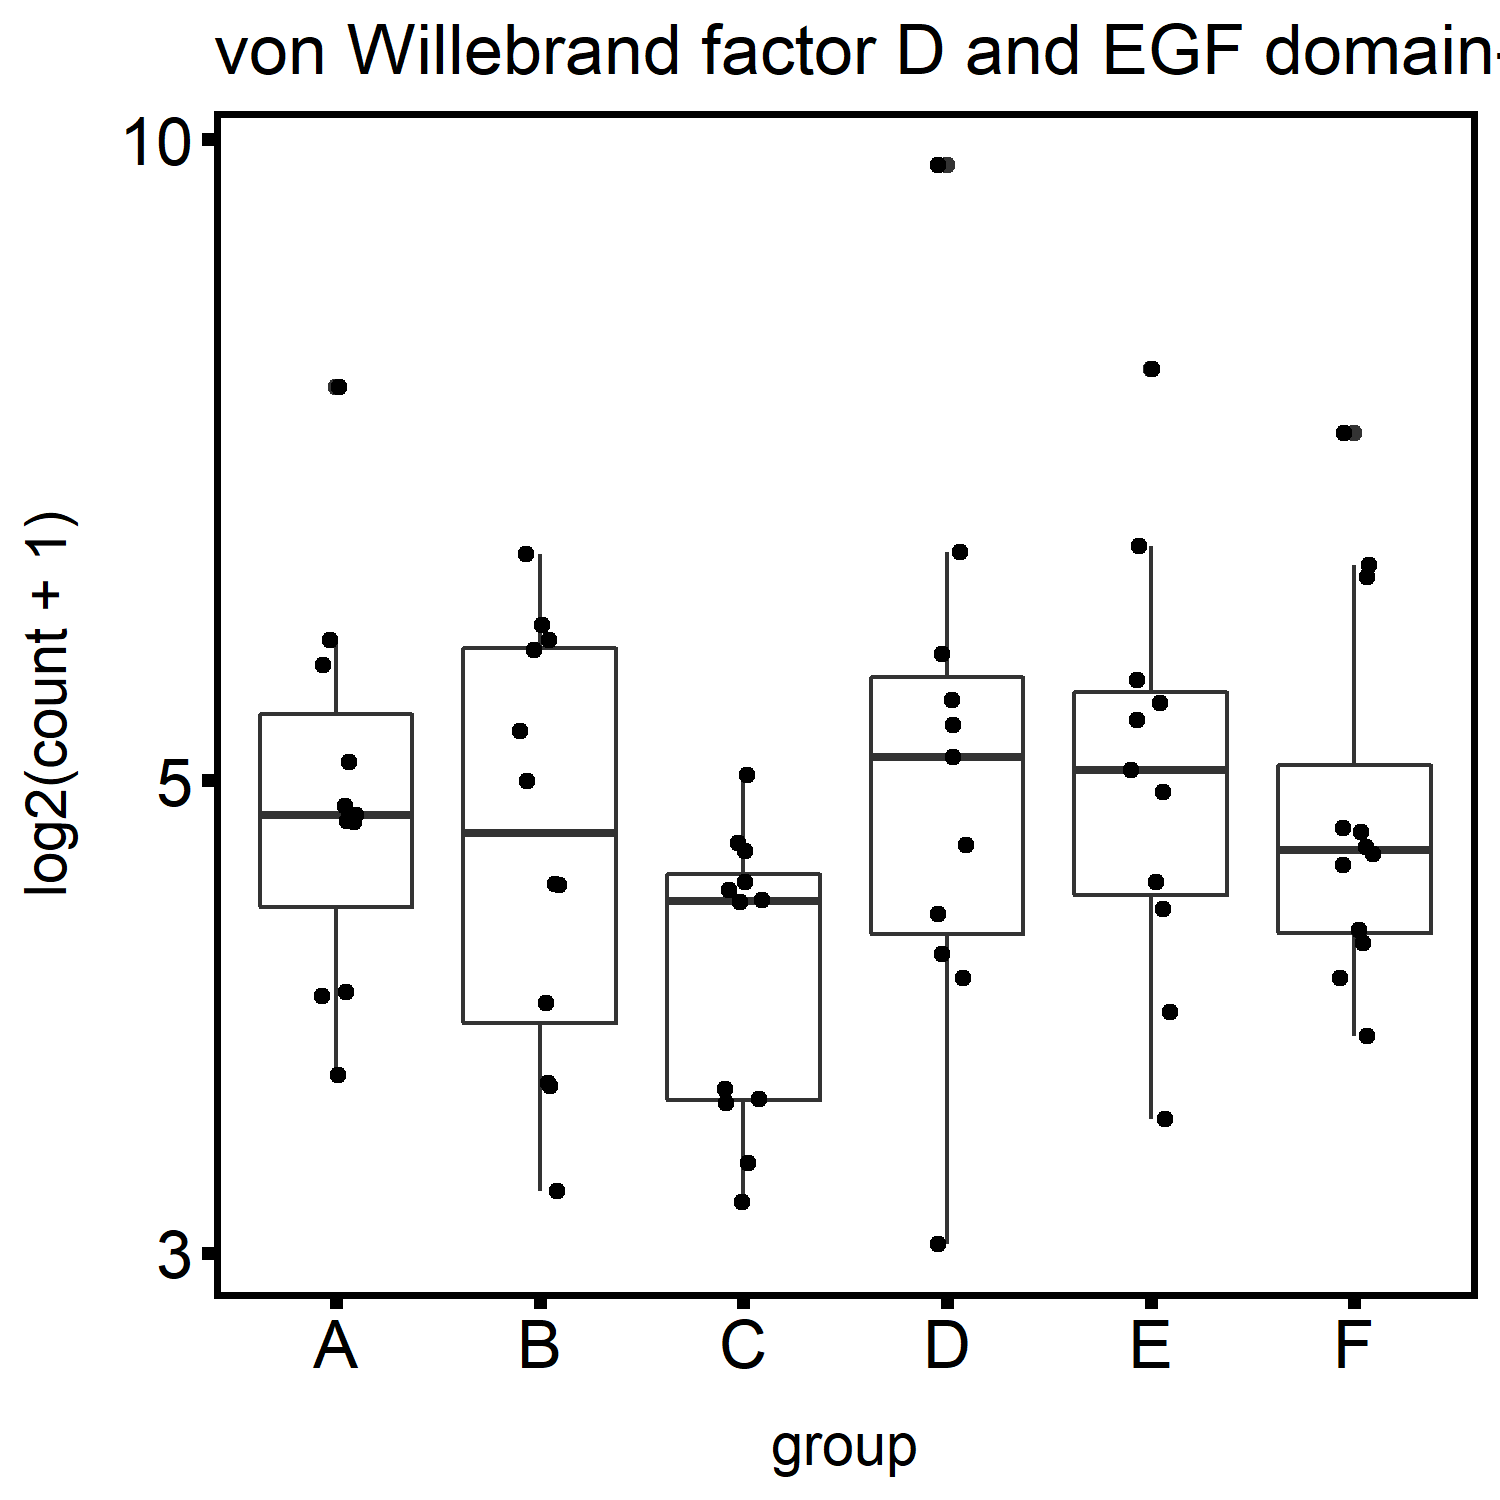 von Willebrand factor D and EGF domain-
10
5
3
log2(count + 1)
A B C D E F
group